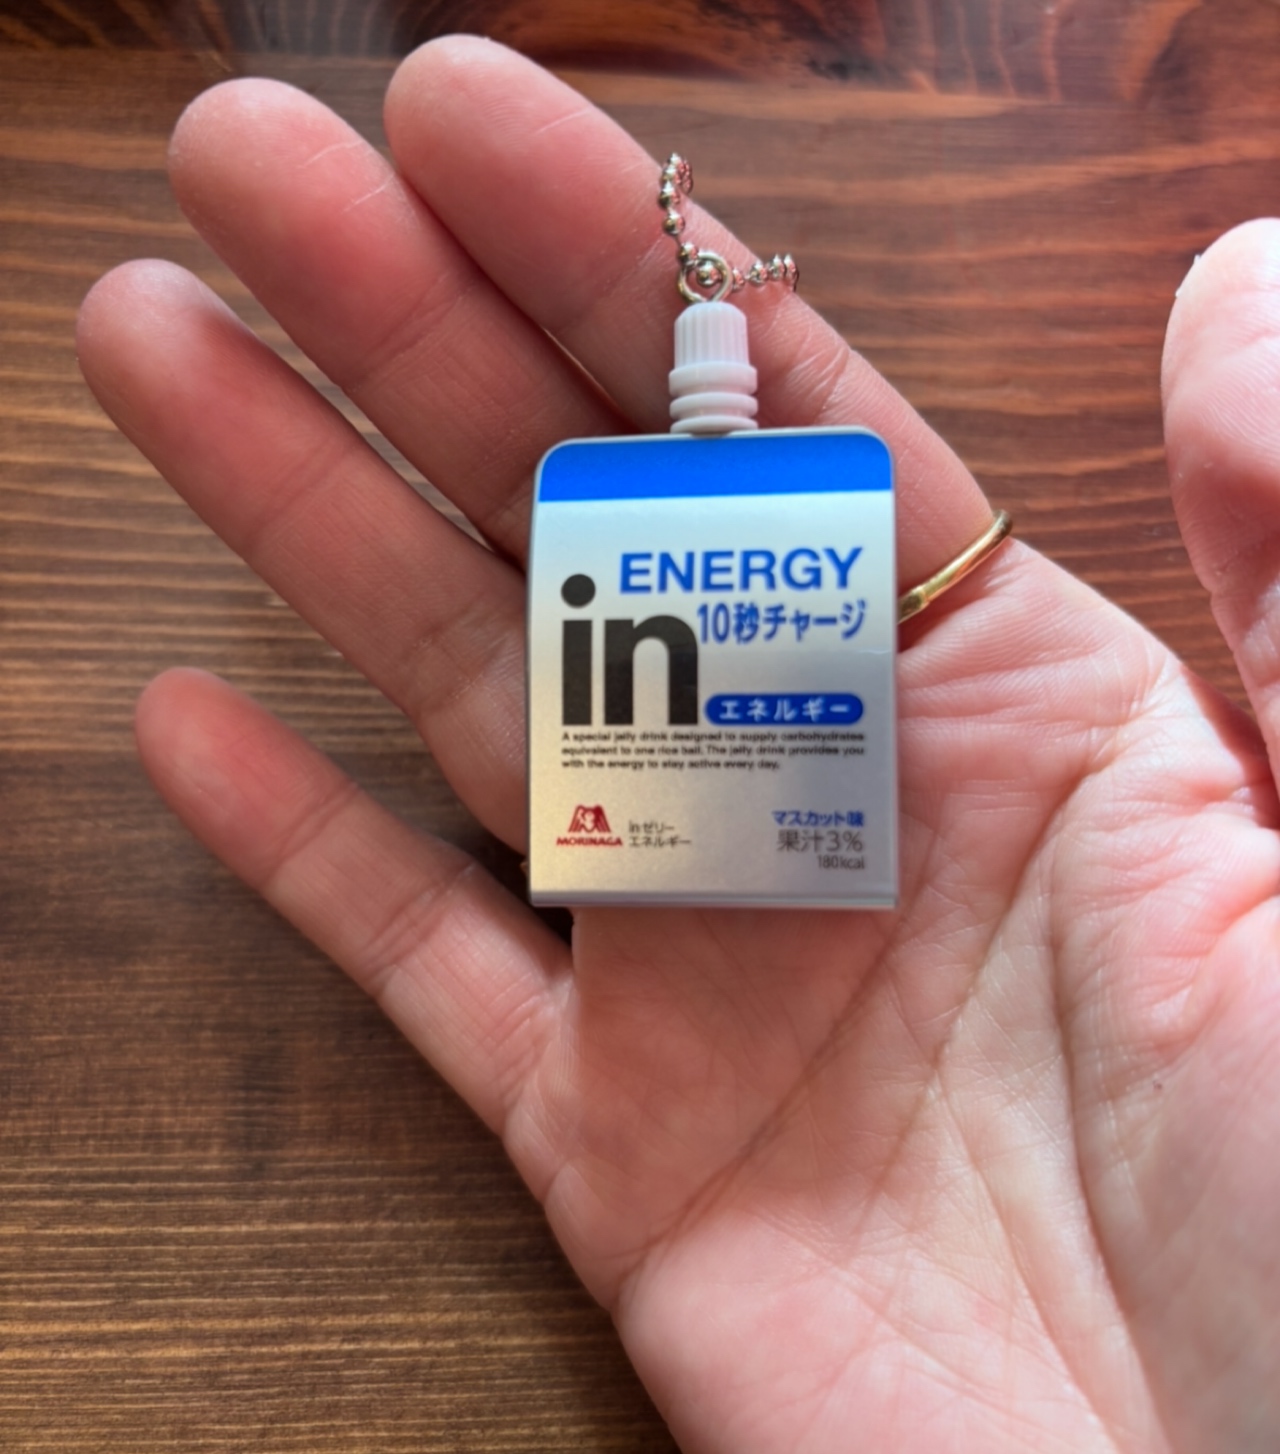 ENERGY
in
10秒チャージ
エネルギー
A special jelly drink designed to supply carbohydrates
equivalent to one rice ball. The jelly drink provides you
with the energy to stay active every day.
MORINAGA
inゼリー
エネルギー
マスカット味
果汁3%
180kcal